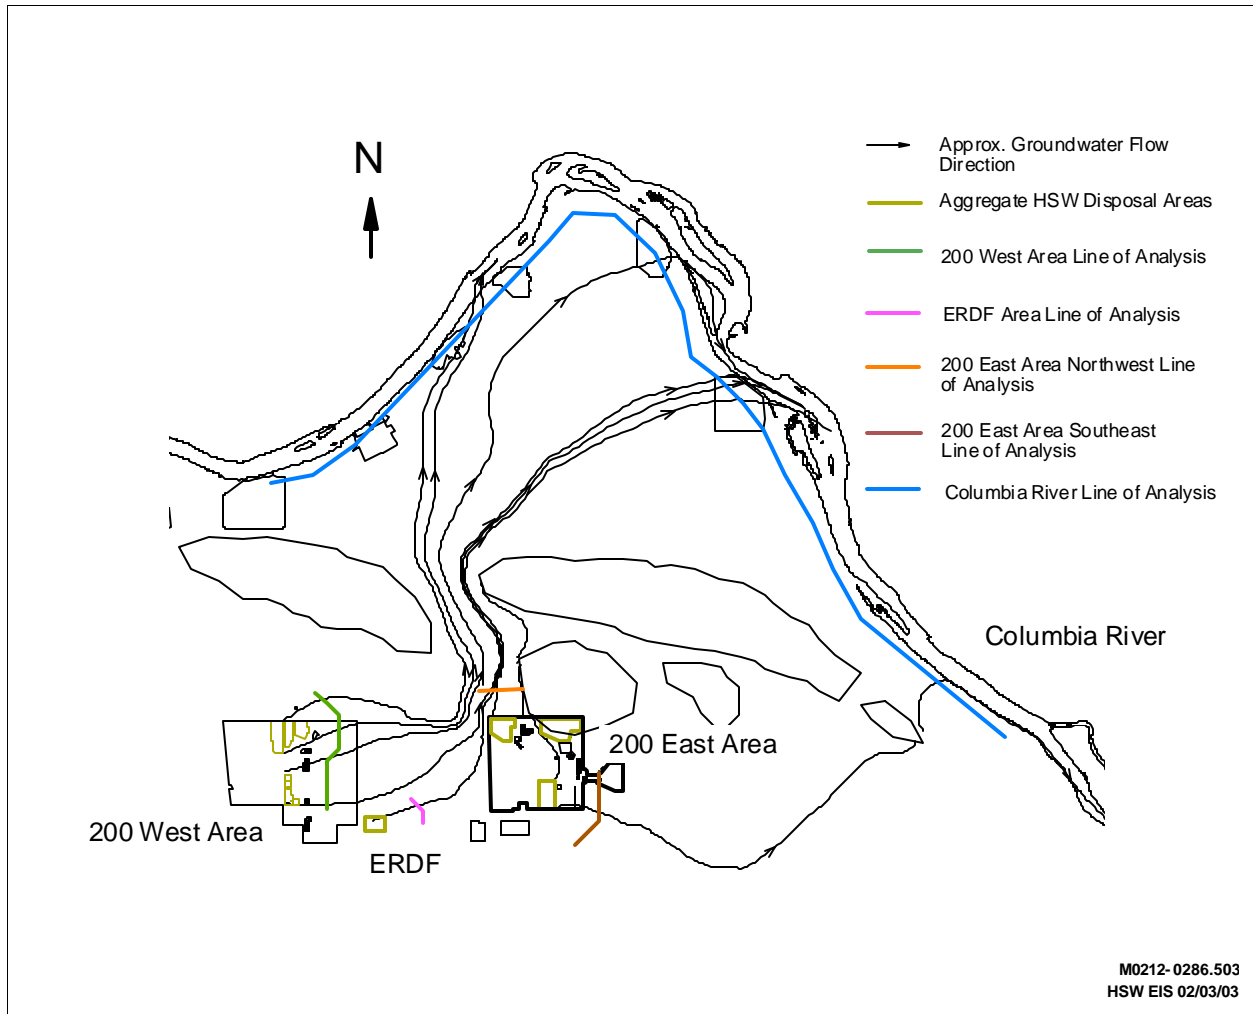 N
Approx. Groundwater Flow
Direction
Aggregate HSW Disposal Areas
200 West Area Line of Analysis
ERDF Area Line of Analysis
200 East Area Northwest Line
of Analysis
200 East Area Southeast
Line of Analysis
Columbia River Line of Analysis
Columbia River
200 East Area
200 West Area
ERDF
M0212-0286.503
HSW EIS 02/03/03